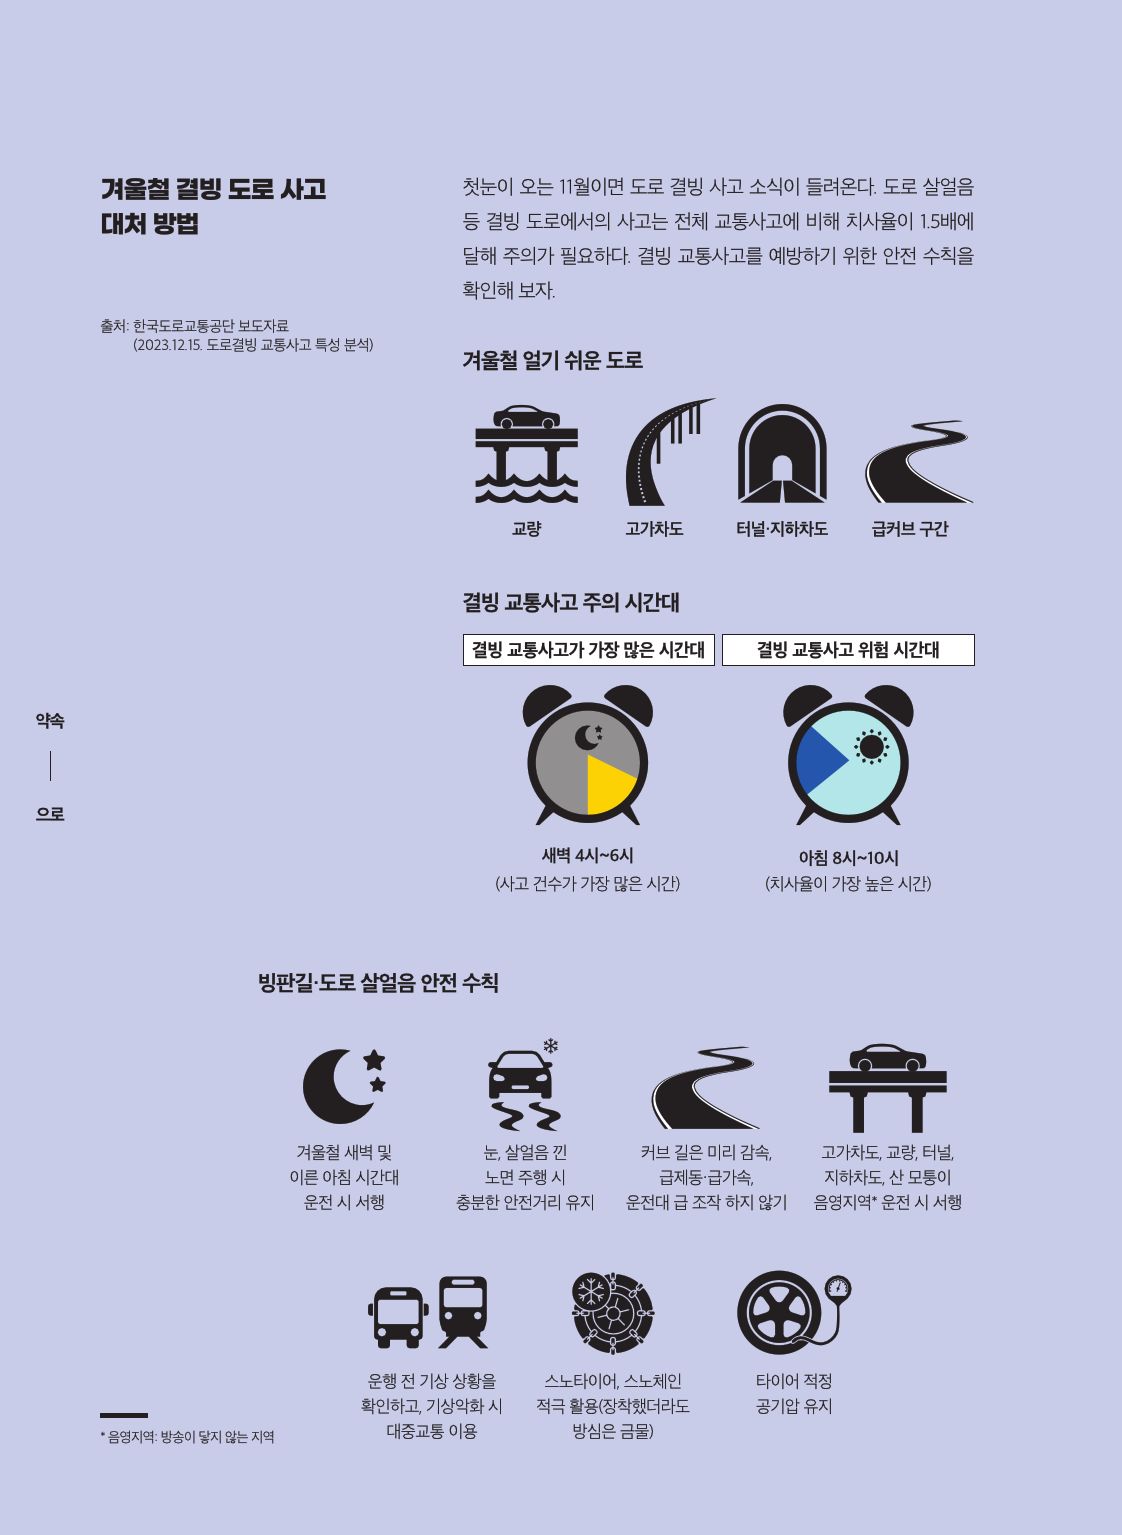 겨울철 결빙 도로 사고
대처 방법
출처: 한국도로교통공단 보도자료
(2023.12.15. 도로결빙 교통사고 특성 분석)
첫눈이 오는 11월이면 도로 결빙 사고 소식이 들려온다. 도로 살얼음
등 결빙 도로에서의 사고는 전체 교통사고에 비해 치사율이 1.5배에
달해 주의가 필요하다. 결빙 교통사고를 예방하기 위한 안전 수칙을
확인해 보자.
겨울철 얼기 쉬운 도로
교량
고가차도
터널·지하차도
급커브 구간
결빙 교통사고 주의 시간대
결빙 교통사고가 가장 많은 시간대
결빙 교통사고 위험 시간대
새벽 4시~6시
(사고 건수가 가장 많은 시간)
아침 8시~10시
(치사율이 가장 높은 시간)
약속
으로
빙판길·도로 살얼음 안전 수칙
겨울철 새벽 및
이른 아침 시간대
운전 시 서행
눈, 살얼음 낀
노면 주행 시
충분한 안전거리 유지
커브 길은 미리 감속,
급제동·급가속,
운전대 급 조작 하지 않기
고가차도, 교량, 터널,
지하차도, 산 모퉁이
음영지역* 운전 시 서행
운행 전 기상 상황을
확인하고, 기상악화 시
대중교통 이용
스노타이어, 스노체인
적극 활용(장착했더라도
방심은 금물)
타이어 적정
공기압 유지
* 음영지역: 방송이 닿지 않는 지역